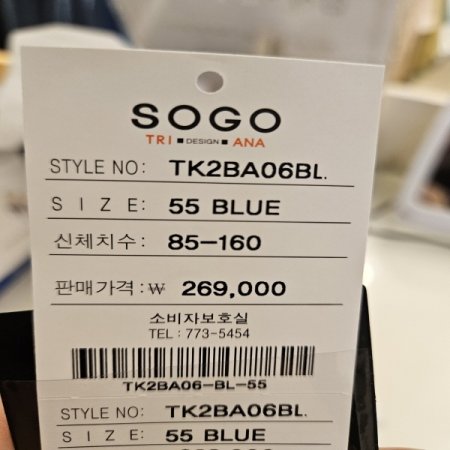 SOGO
TRI ■ DESIGN ■ ANA
STYLE NO: TK2BA06BL.
SIZE: 55 BLUE
신체치수: 85-160
판매가격: ₩ 269,000
소비자보호실
TEL : 773-5454
TK2BA06-BL-55
STYLE NO: TK2BA06BL.
SIZE: 55 BLUE